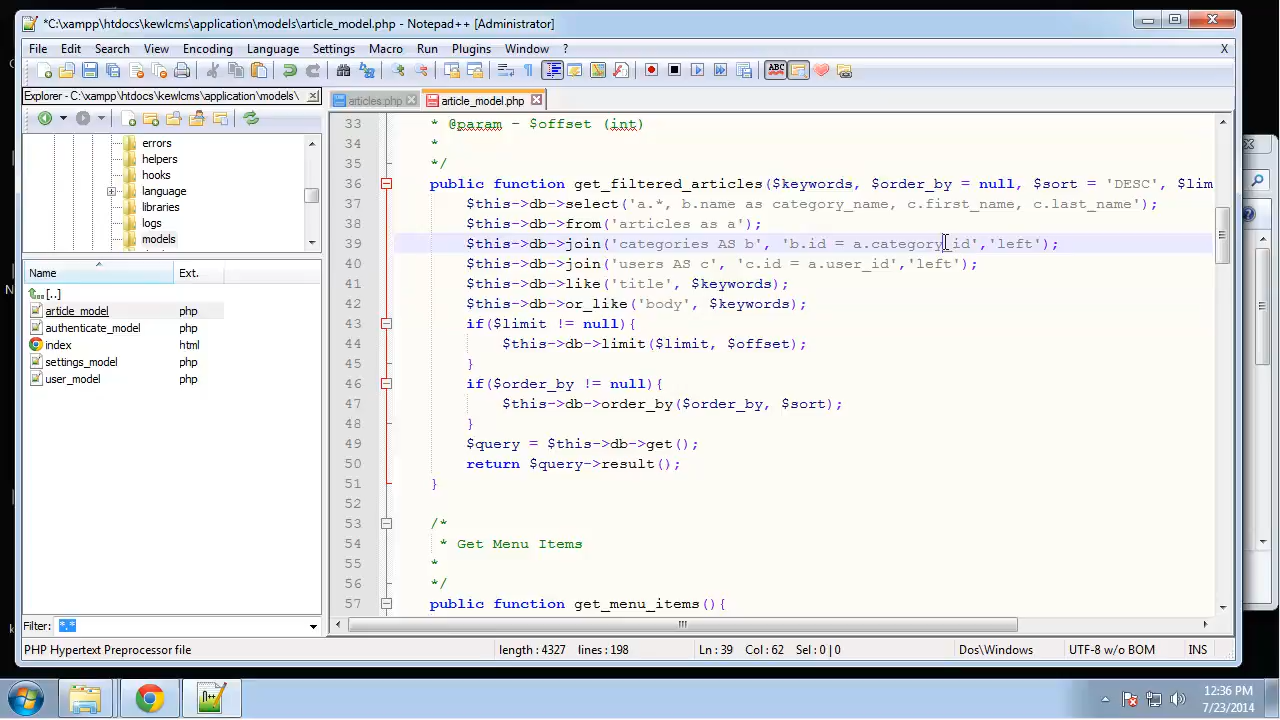 *C:\xampp\htdocs\kewlcms\application\models\article_model.php - Notepad++ [Administrator]
File Edit Search View Encoding Language Settings Macro Run Plugins Window ? X
Explorer - C:\xampp\htdocs\kewlcms\application\models\
articles.php article_model.php
errors
helpers
hooks
language
libraries
logs
models
Name Ext.
[..]
article_model php
authenticate_model php
index html
settings_model php
user_model php
Filter: *.*
33 * @param - $offset (int)
34 *
35 */
36 public function get_filtered_articles($keywords, $order_by = null, $sort = 'DESC', $lim
37 $this->db->select('a.*, b.name as category_name, c.first_name, c.last_name');
38 $this->db->from('articles as a');
39 $this->db->join('categories AS b', 'b.id = a.category_id','left');
40 $this->db->join('users AS c', 'c.id = a.user_id','left');
41 $this->db->like('title', $keywords);
42 $this->db->or_like('body', $keywords);
43 if($limit != null){
44 $this->db->limit($limit, $offset);
45 }
46 if($order_by != null){
47 $this->db->order_by($order_by, $sort);
48 }
49 $query = $this->db->get();
50 return $query->result();
51 }
52
53 /*
54 * Get Menu Items
55 *
56 */
57 public function get_menu_items(){
PHP Hypertext Preprocessor file length : 4327 lines : 198 Ln : 39 Col : 62 Sel : 0 | 0 Dos\Windows UTF-8 w/o BOM INS
12:36 PM
7/23/2014